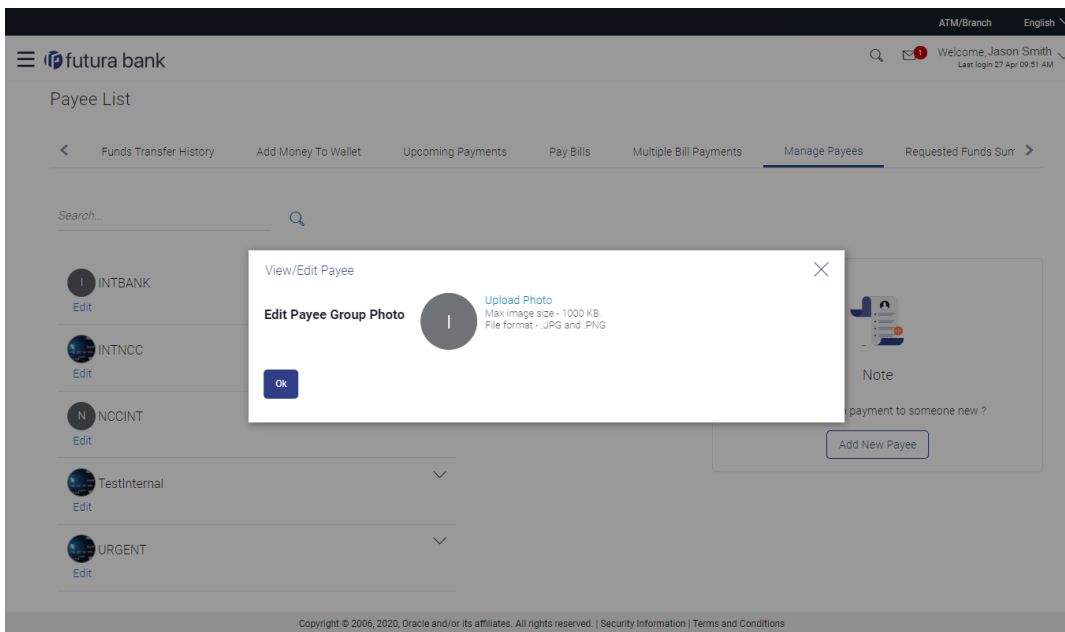 ATM/Branch English
futura bank
1
Welcome, Jason Smith
Last login 27 Apr 09:51 AM
Payee List
Funds Transfer History Add Money To Wallet Upcoming Payments Pay Bills Multiple Bill Payments Manage Payees Requested Funds Sum
Search...
I INTBANK
Edit
INTNCC
Edit
N NCCINT
Edit
TestInternal
Edit
URGENT
Edit
View/Edit Payee
Edit Payee Group Photo
I
Upload Photo
Max image size - 1000 KB.
File format - .JPG and .PNG
Ok
Note
payment to someone new ?
Add New Payee
Copyright © 2006, 2020, Oracle and/or its affiliates. All rights reserved. | Security Information | Terms and Conditions